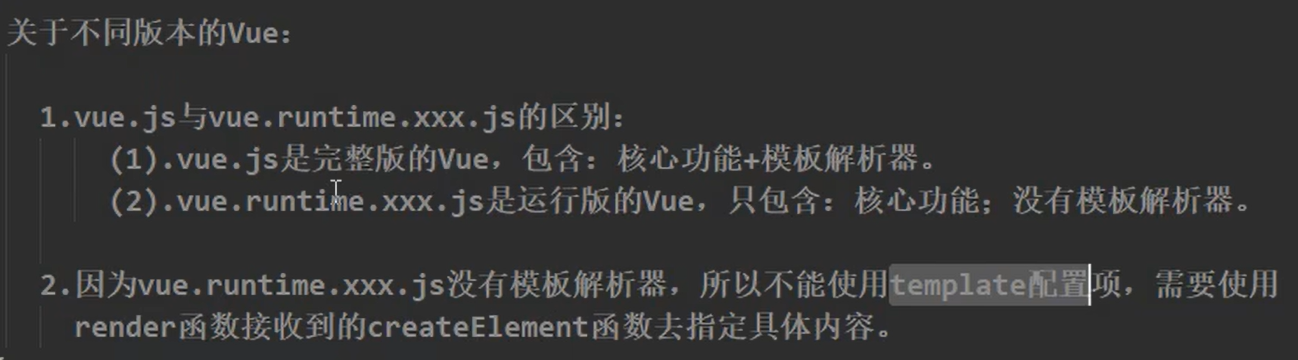 关于不同版本的Vue:
1.vue.js与vue.runtime.xxx.js的区别:
(1).vue.js是完整版的Vue, 包含: 核心功能+模板解析器。
(2).vue.runtime.xxx.js是运行版的Vue, 只包含: 核心功能; 没有模板解析器。
2.因为vue.runtime.xxx.js没有模板解析器, 所以不能使用template配置项, 需要使用
render函数接收到的createElement函数去指定具体内容。